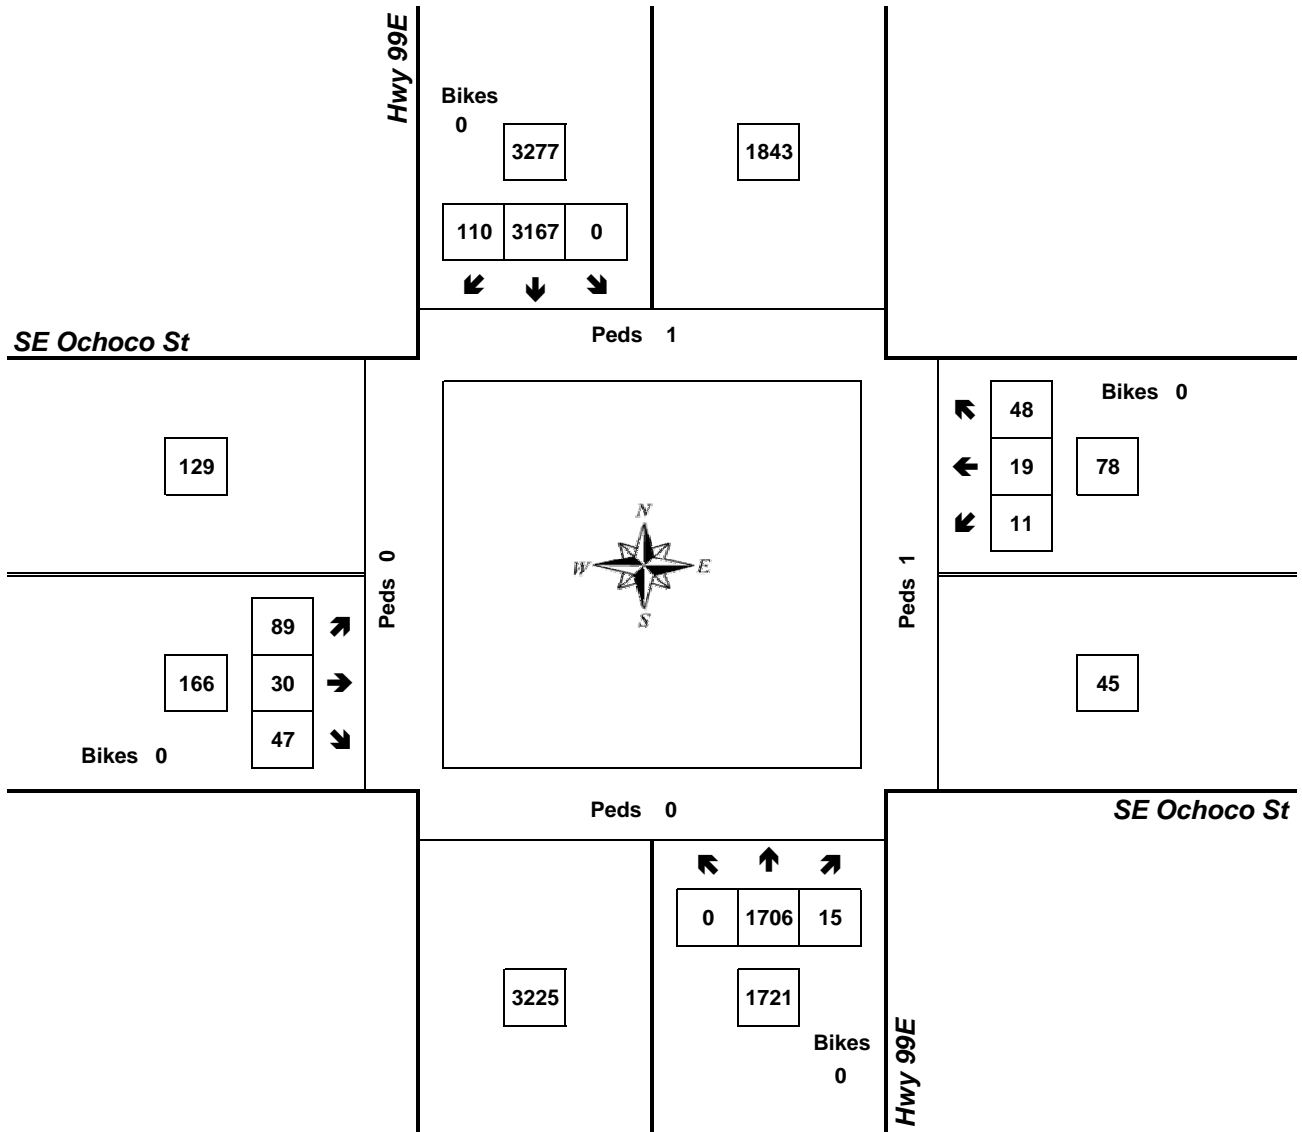 Hwy 99E
Bikes
0
3277
1843
110 3167 0
SE Ochoco St
Peds 1
48
Bikes 0
129
19
78
11
N
W E
S
Peds 0
Peds 1
89
166
30
45
47
Bikes 0
Peds 0
SE Ochoco St
0 1706 15
3225
1721
Bikes
0
Hwy 99E